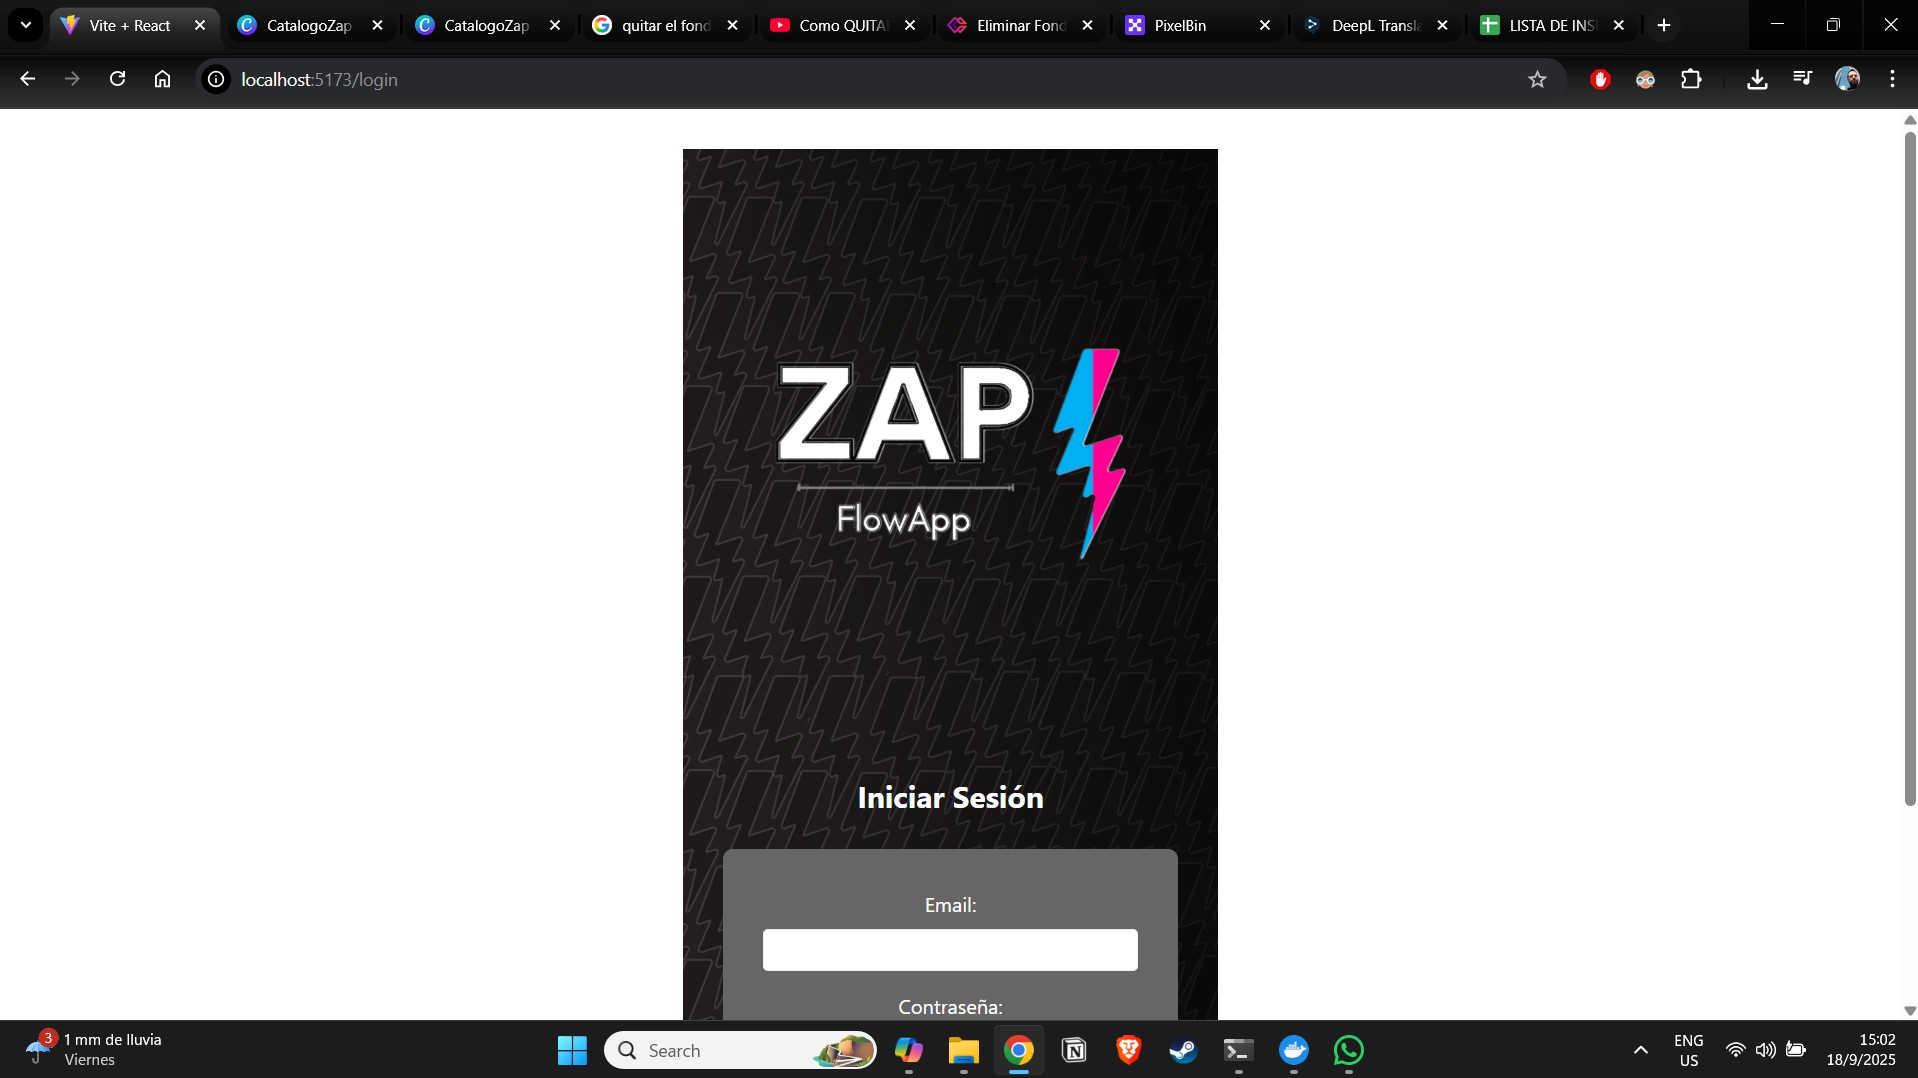 Vite + React
CatalogoZap
CatalogoZap
quitar el fond
Como QUITA
Eliminar Fond
PixelBin
DeepL Transla
LISTA DE INS
localhost:5173/login
ZAP
FlowApp
Iniciar Sesión
Email:
Contraseña:
3
1 mm de lluvia
Viernes
Search
ENG
US
15:02
18/9/2025